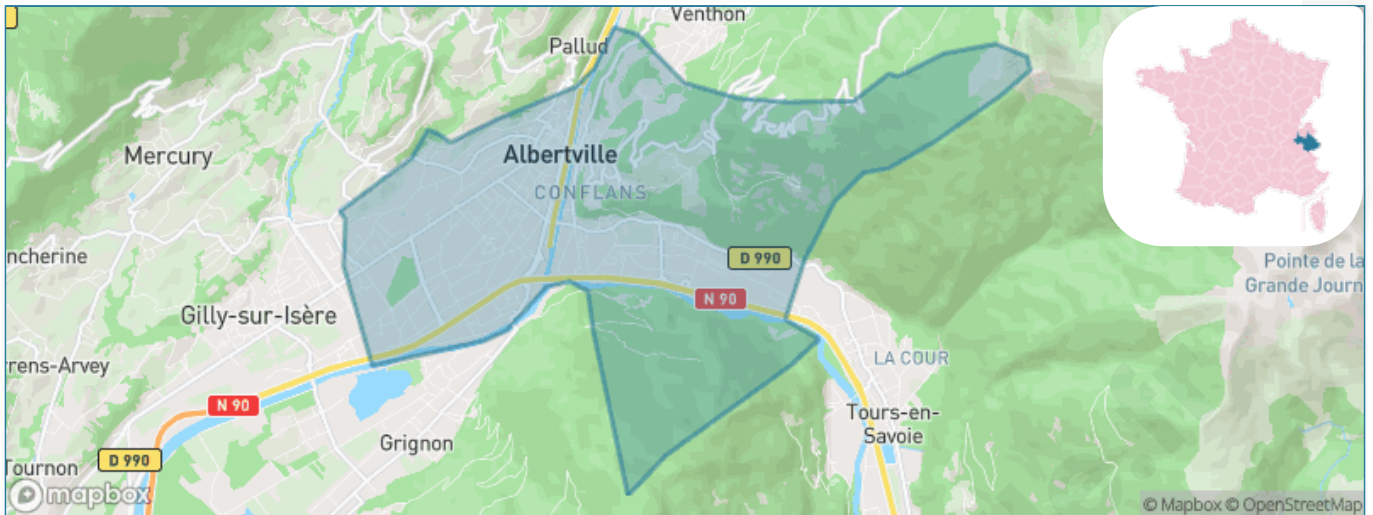 Venthon
Pallud
Mercury
Albertville
CONFLANS
ncherine
D 990
Pointe de la
Grande Journ
N 90
Gilly-sur-Isère
rens-Arvey
LA COUR
N 90
Tours-en-
Savoie
Grignon
Tournon
D 990
mapbox
© Mapbox © OpenStreetMap